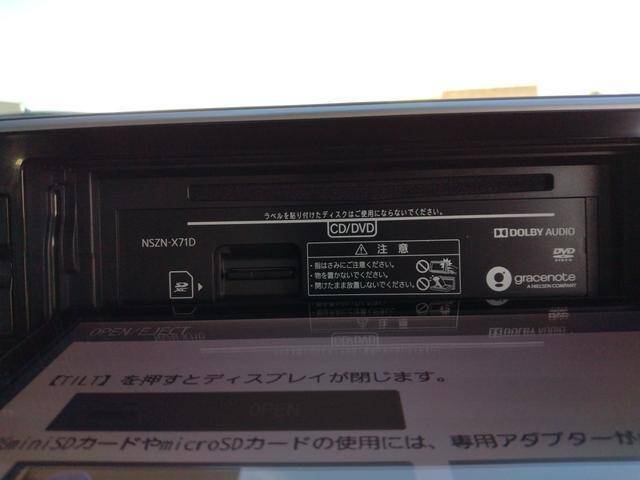 ラベルを貼り付けたディスクはご使用にならないでください。
CD/DVD
NSZN-X71D
SD
XC
⚠ 注意
・指はさみにご注意ください。
・物を置かないでください。
・開けたまま放置しないでください。
DOLBY AUDIO
DVD
gracenote
A NIELSEN COMPANY
OPEN/EJECT
【TILT】を押すとディスプレイが閉じます。
OPEN
miniSDカードやmicroSDカードの使用には、専用アダプターが